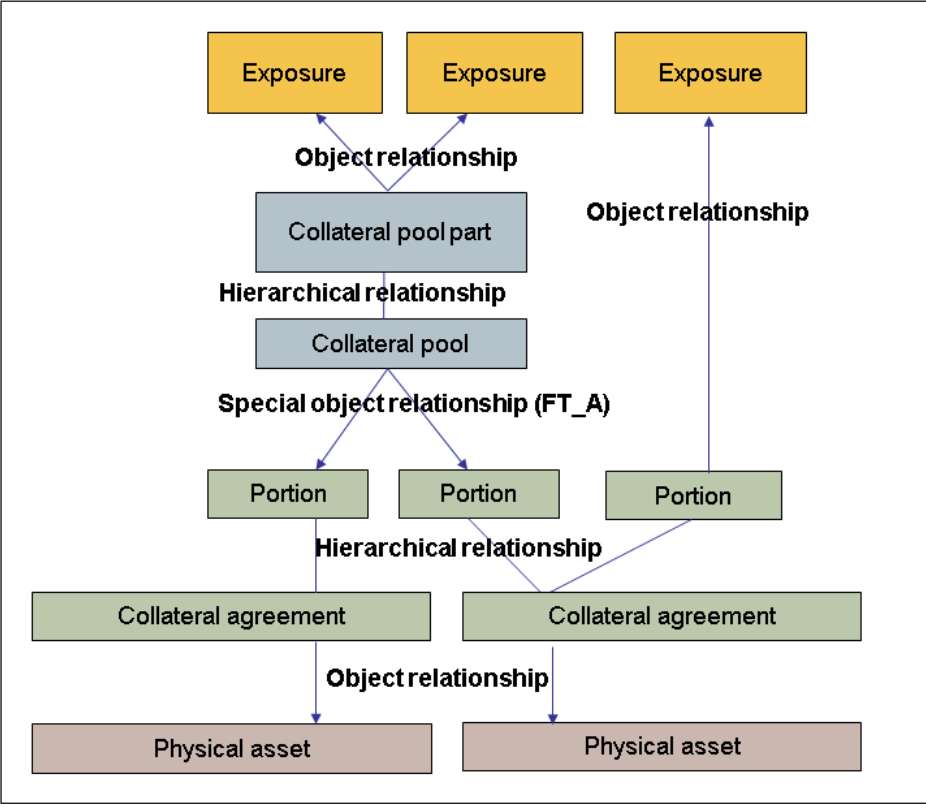 Exposure
Exposure
Exposure
Object relationship
Object relationship
Collateral pool part
Hierarchical relationship
Collateral pool
Special object relationship (FT_A)
Portion
Portion
Portion
Hierarchical relationship
Collateral agreement
Collateral agreement
Object relationship
Physical asset
Physical asset